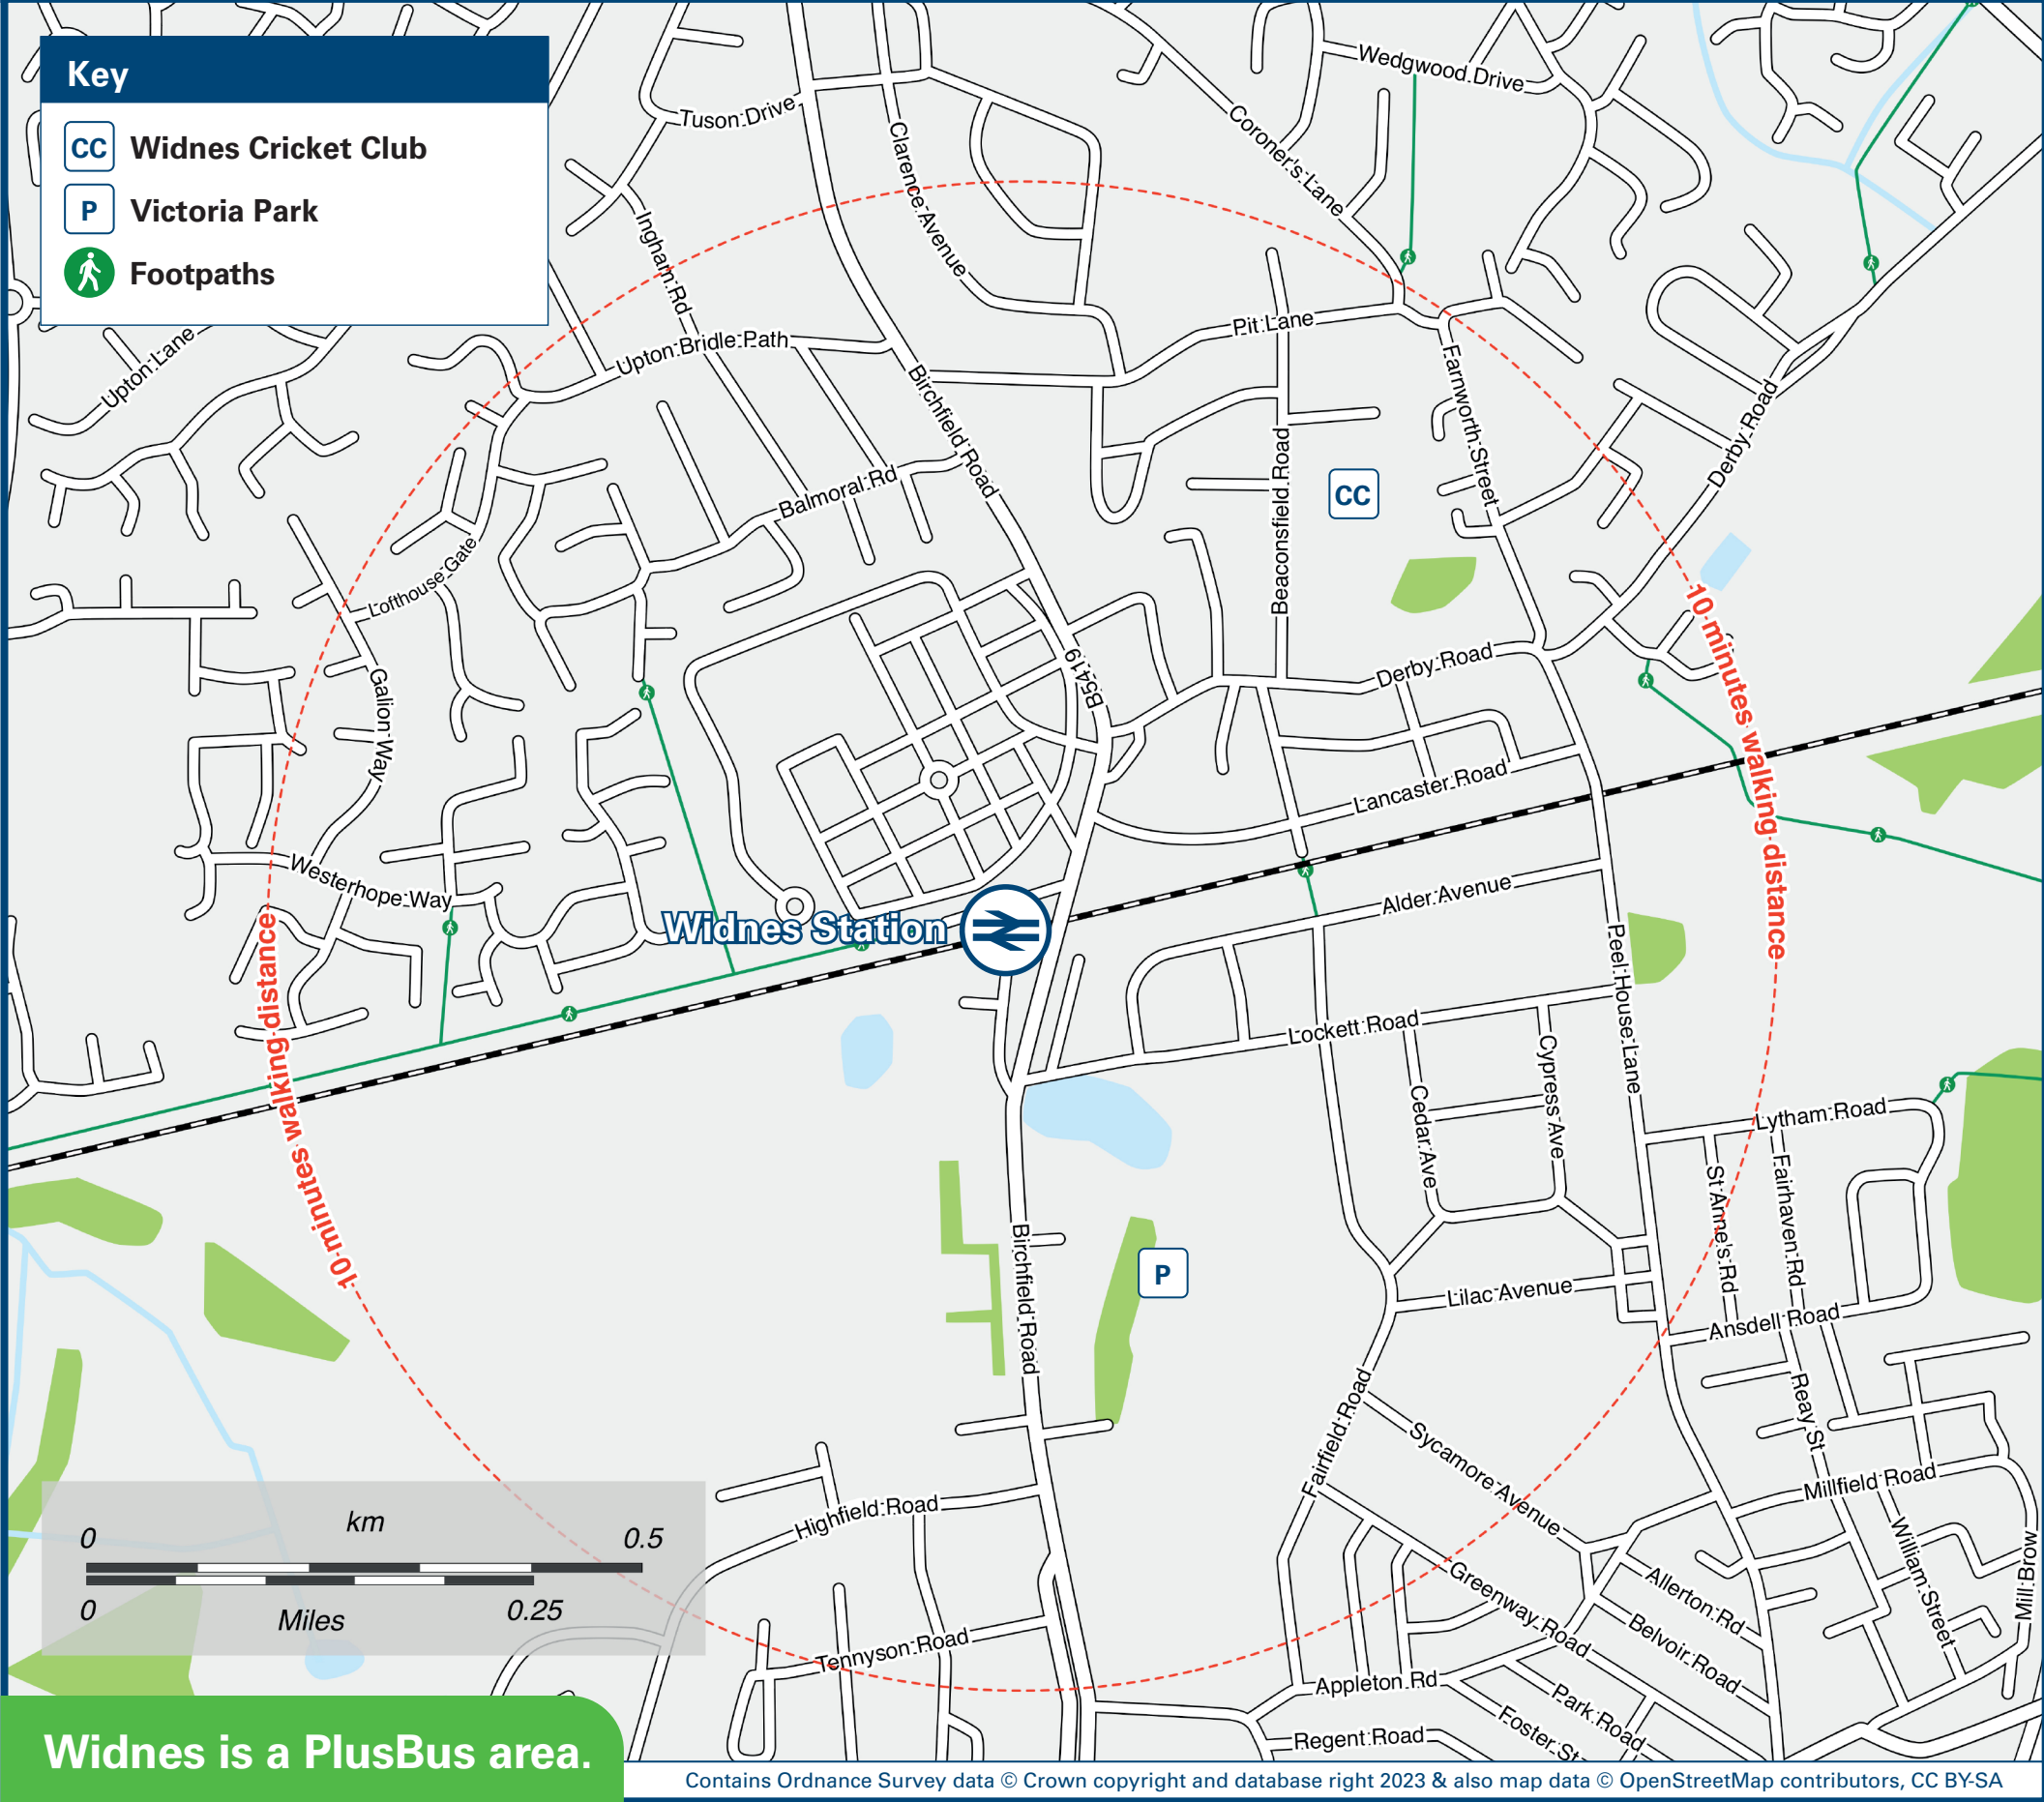 Key
CC Widnes Cricket Club
P Victoria Park
Footpaths
Wedgwood Drive
Tuson Drive
Coroner's Lane
Clarence Avenue
Ingham Rd
Upton Lane
Upton Bridle Path
Pit Lane
Birchfield Road
Farnworth Street
Derby Road
Balmoral Rd
Beaconsfield Road
CC
Lofthouse Gate
10 minutes walking distance
Derby Road
B5419
Galion Way
Lancaster Road
Westerhope Way
Alder Avenue
Widnes Station
10 minutes walking distance
Peel House Lane
Lockett Road
Cypress Ave
Cedar Ave
Lytham Road
St Anne's Rd
Fairhaven Rd
Birchfield Road
P
Lilac Avenue
Ansdell Road
Reay St
Fairfield Road
Sycamore Avenue
Millfield Road
Highfield Road
William Street
Mill Brow
km
0 0.5
0 0.25
Miles
Greenway Road
Allerton Rd
Belvoir Road
Tennyson Road
Appleton Rd
Park Road
Foster St
Regent Road
Widnes is a PlusBus area.
Contains Ordnance Survey data © Crown copyright and database right 2023 & also map data © OpenStreetMap contributors, CC BY-SA